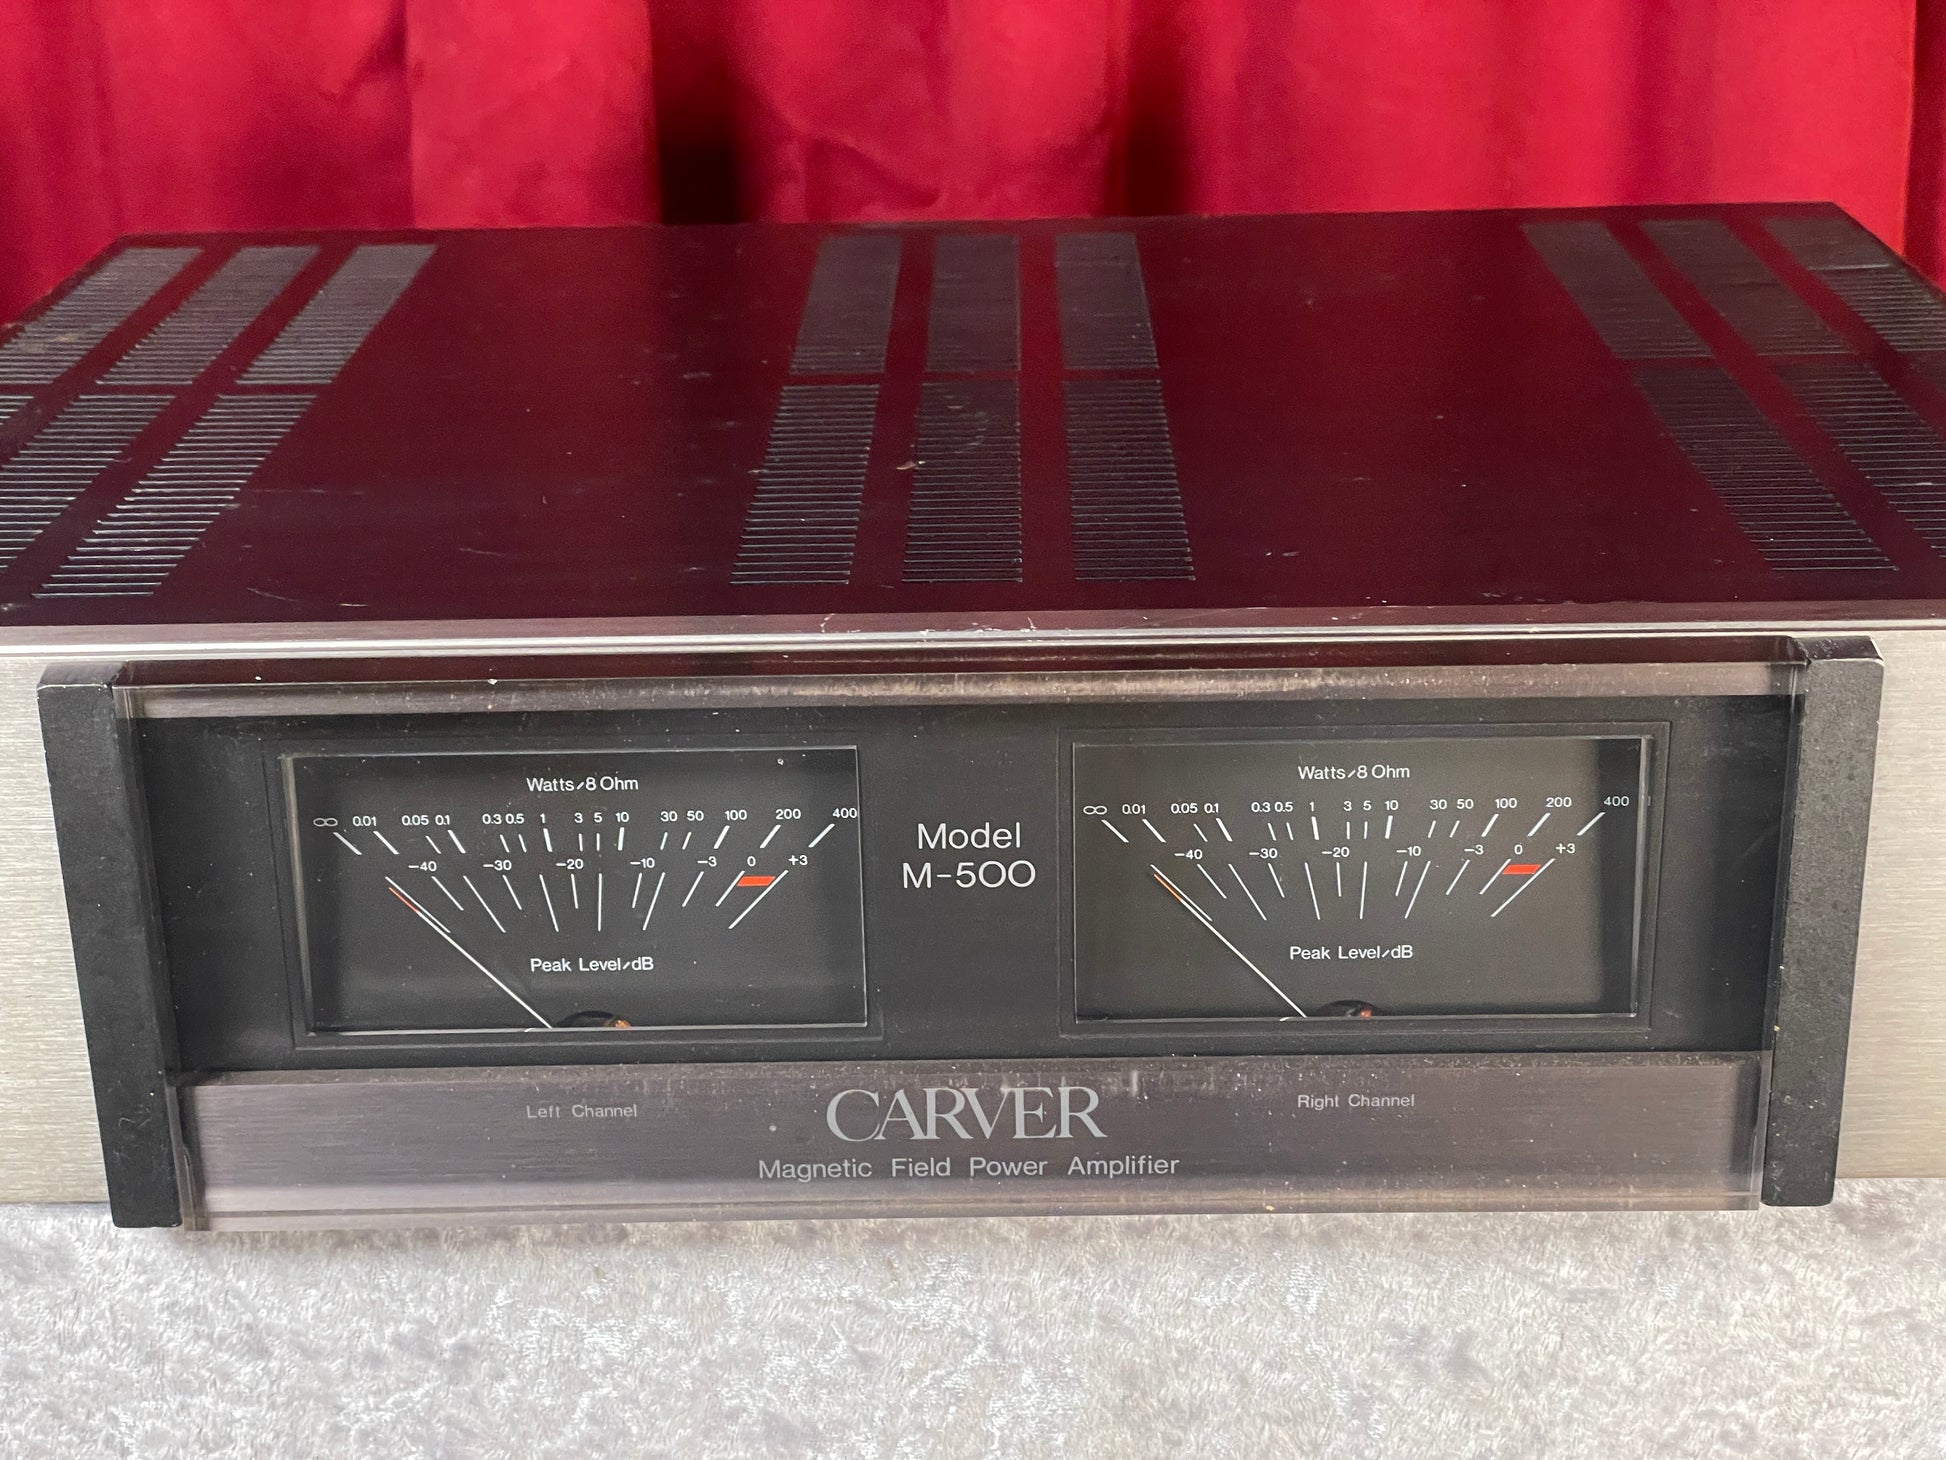 Watts/8 Ohm
∞ 0.01 0.05 0.1 0.3 0.5 1 3 5 10 30 50 100 200 400
-40 -30 -20 -10 -3 0 +3
Peak Level/dB
Model
M-500
Watts/8 Ohm
∞ 0.01 0.05 0.1 0.3 0.5 1 3 5 10 30 50 100 200 400
-40 -30 -20 -10 -3 0 +3
Peak Level/dB
Left Channel
CARVER
Right Channel
Magnetic Field Power Amplifier